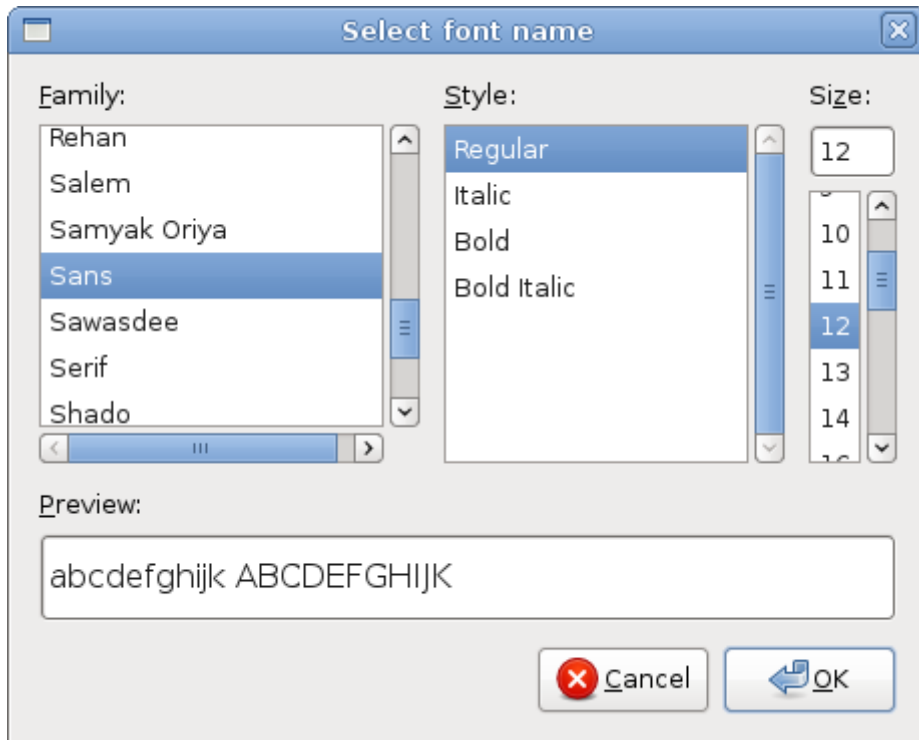 Select font name
Family:
Rehan
Salem
Samyak Oriya
Sans
Sawasdee
Serif
Shado
Style:
Regular
Italic
Bold
Bold Italic
Size:
12
10
11
12
13
14
Preview:
abcdefghijk ABCDEFGHIJK
Cancel
OK